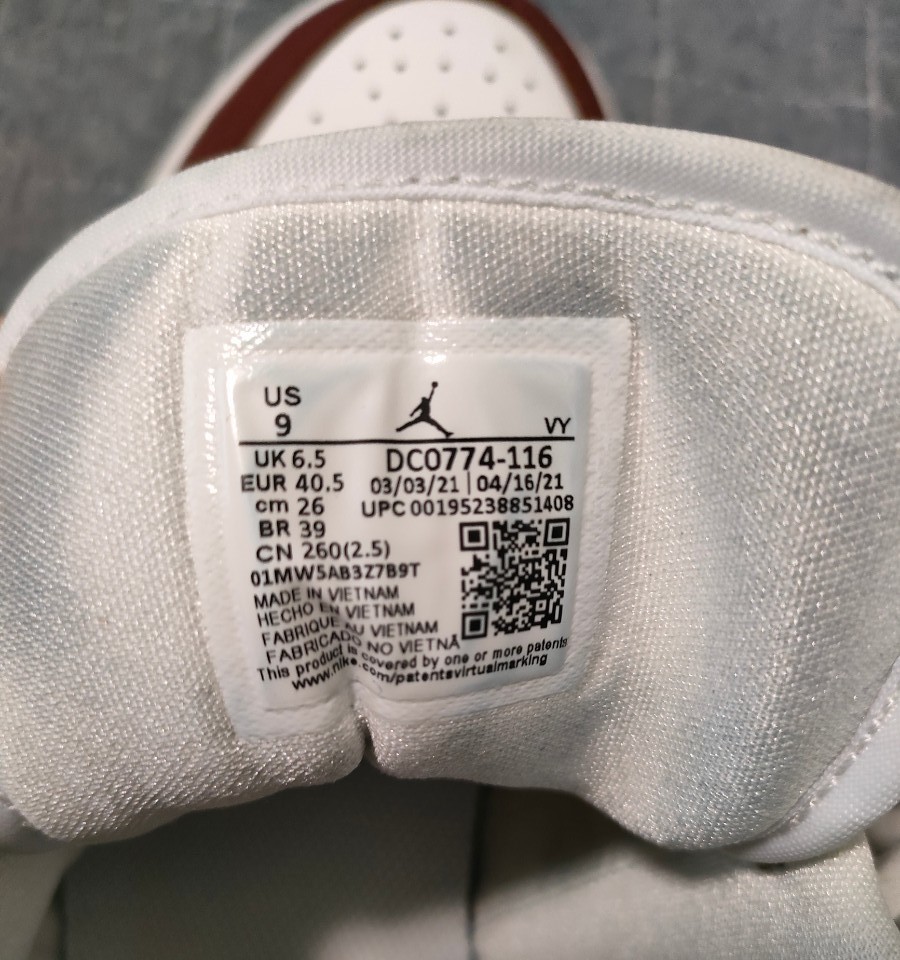 US
9
VY
UK 6.5 DC0774-116
EUR 40.5 03/03/21 | 04/16/21
cm 26 UPC 00195238851408
BR 39
CN 260(2.5)
01MW5AB3Z7B9T
MADE IN VIETNAM
HECHO EN VIETNAM
FABRIQUE AU VIETNAM
FABRICADO NO VIETNÃ
This product is covered by one or more patents
www.nike.com/patentsvirtualmarking